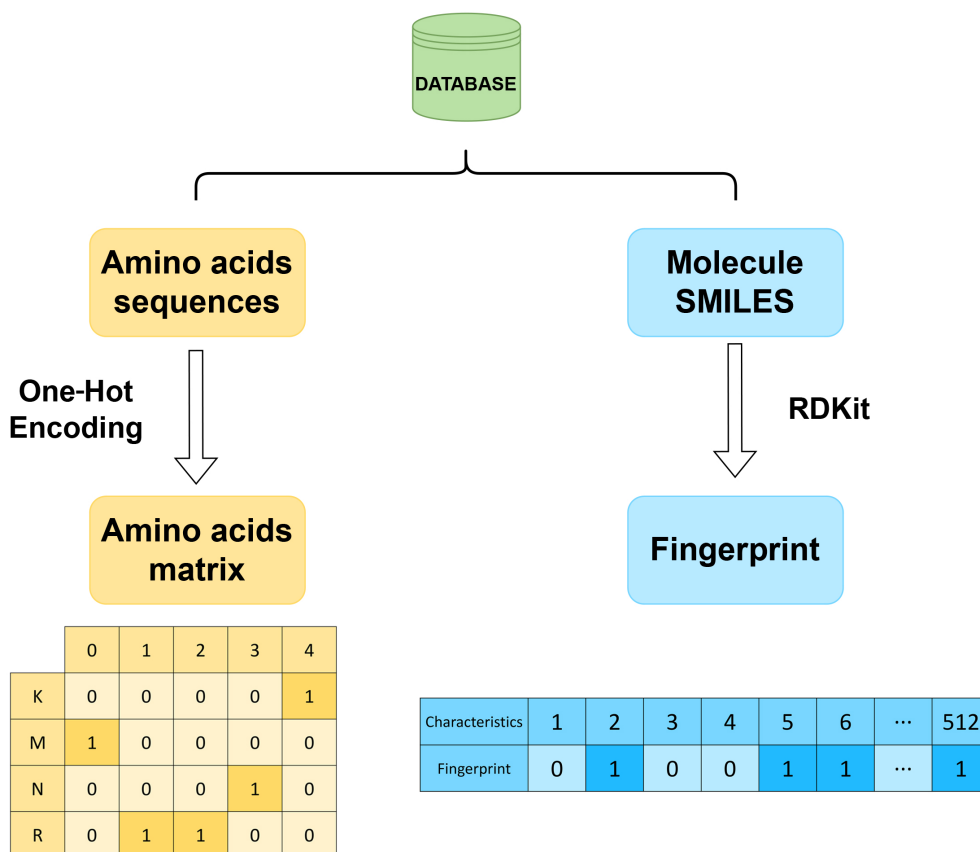 DATABASE
Amino acids
sequences
Molecule
SMILES
One-Hot
Encoding
RDKit
Amino acids
matrix
Fingerprint
0 1 2 3 4
K 0 0 0 0 1
M 1 0 0 0 0
N 0 0 0 1 0
R 0 1 1 0 0
Characteristics 1 2 3 4 5 6 ... 512
Fingerprint 0 1 0 0 1 1 ... 1